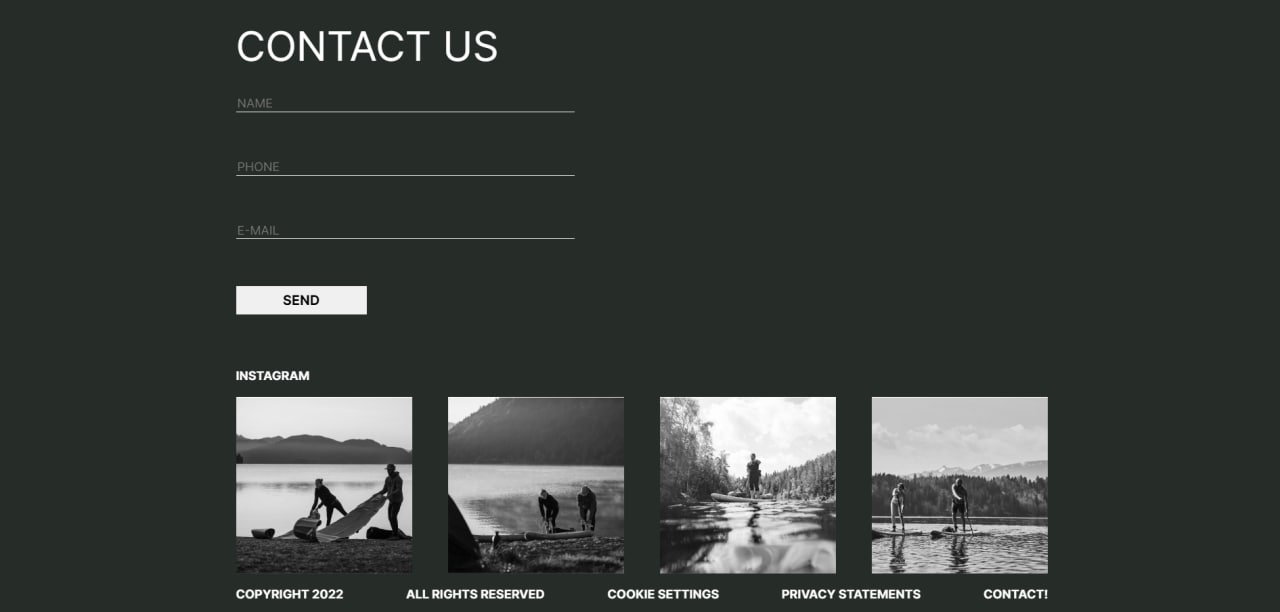 CONTACT US
NAME
PHONE
E-MAIL
SEND
INSTAGRAM
COPYRIGHT 2022 ALL RIGHTS RESERVED COOKIE SETTINGS PRIVACY STATEMENTS CONTACT!